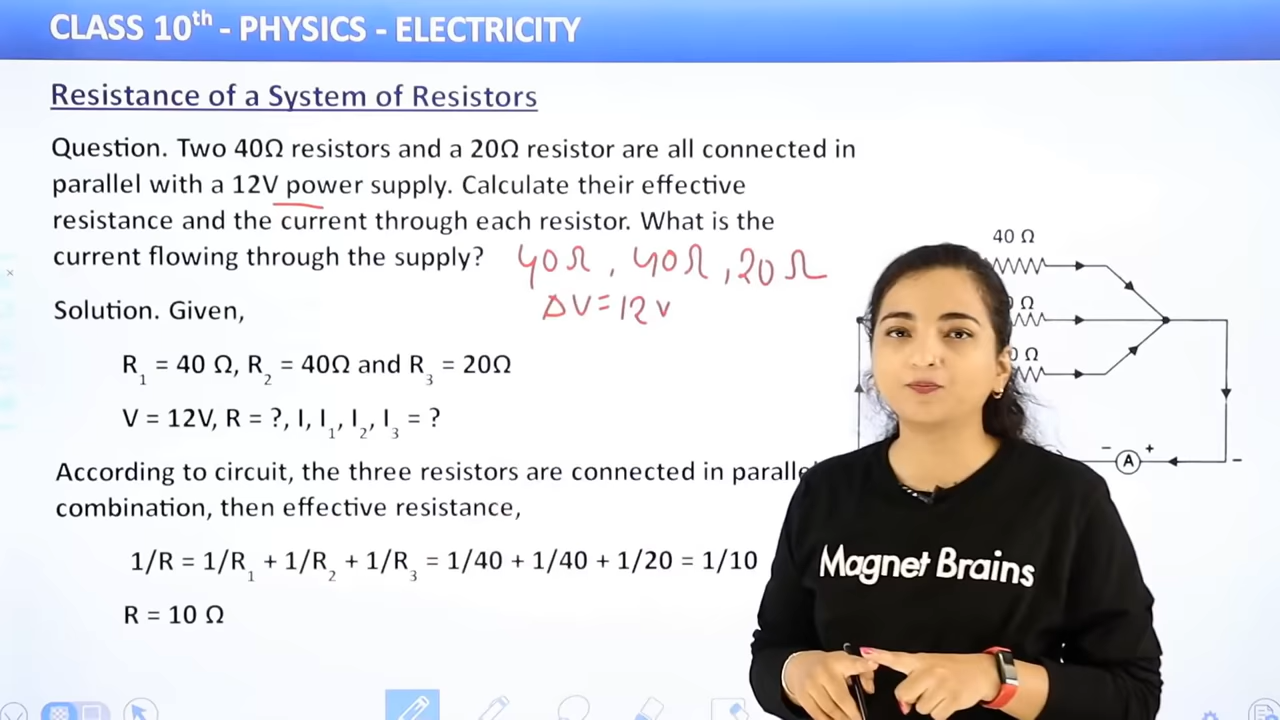 CLASS 10th - PHYSICS - ELECTRICITY
Resistance of a System of Resistors
Question. Two 40Ω resistors and a 20Ω resistor are all connected in
parallel with a 12V power supply. Calculate their effective
resistance and the current through each resistor. What is the
current flowing through the supply?
40Ω, 40Ω, 20Ω
ΔV = 12 v
Solution. Given,
R₁ = 40 Ω, R₂ = 40Ω and R₃ = 20Ω
V = 12V, R = ?, I, I₁, I₂, I₃ = ?
According to circuit, the three resistors are connected in
combination, then effective resistance,
1/R = 1/R₁ + 1/R₂ + 1/R₃ = 1/40 + 1/40 + 1/20 = 1/10
R = 10 Ω
40 Ω
Ω
Ω
- A +
-
Magnet Brains